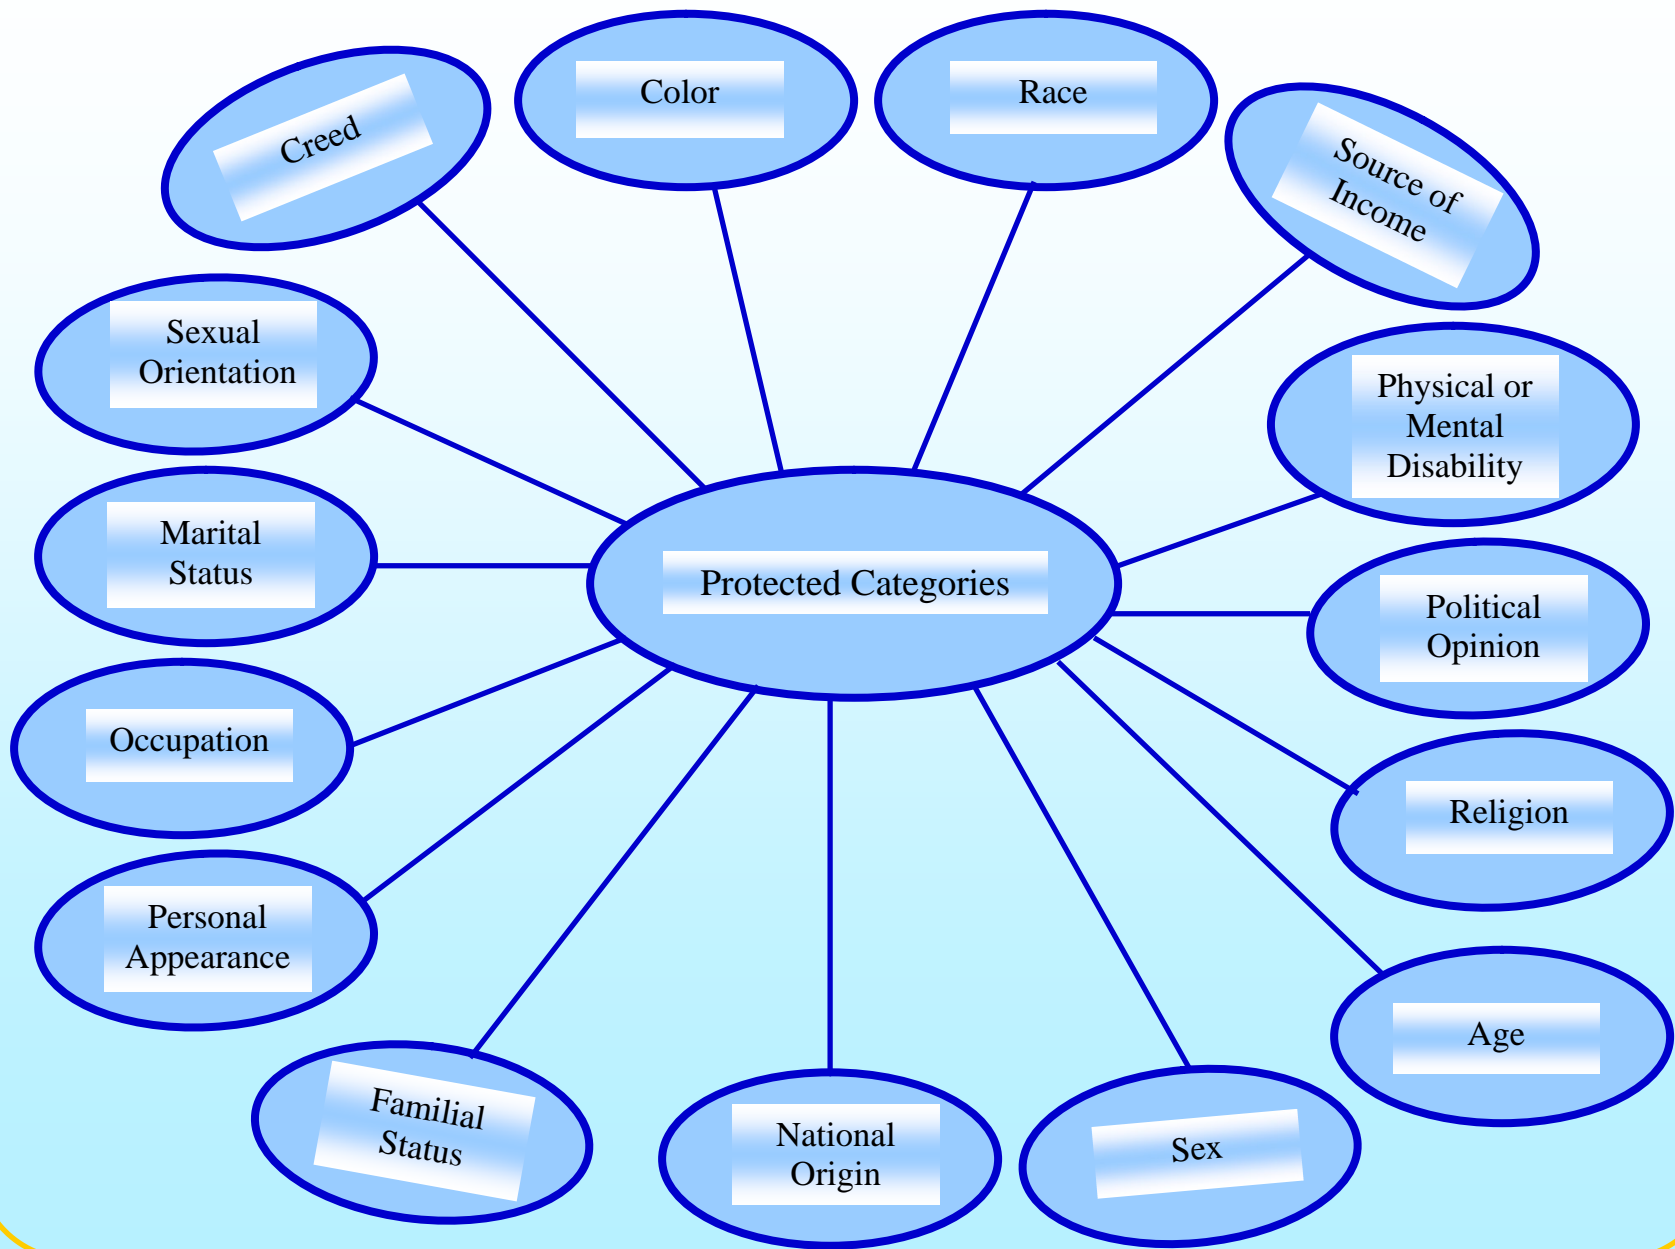 Color
Race
Creed
Source of
Income
Sexual
Orientation
Physical or
Mental
Disability
Marital
Status
Protected Categories
Political
Opinion
Occupation
Religion
Personal
Appearance
Age
Familial
Status
National
Origin
Sex